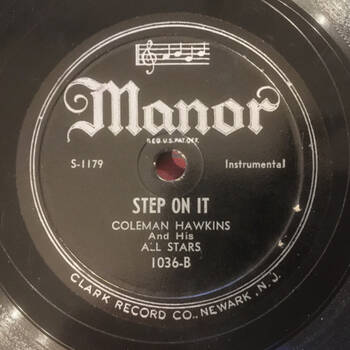 Manor
REG. U.S. PAT. OFF.
S-1179 Instrumental
STEP ON IT
COLEMAN HAWKINS
And His
ALL STARS
1036-B
CLARK RECORD CO., NEWARK, N.J.